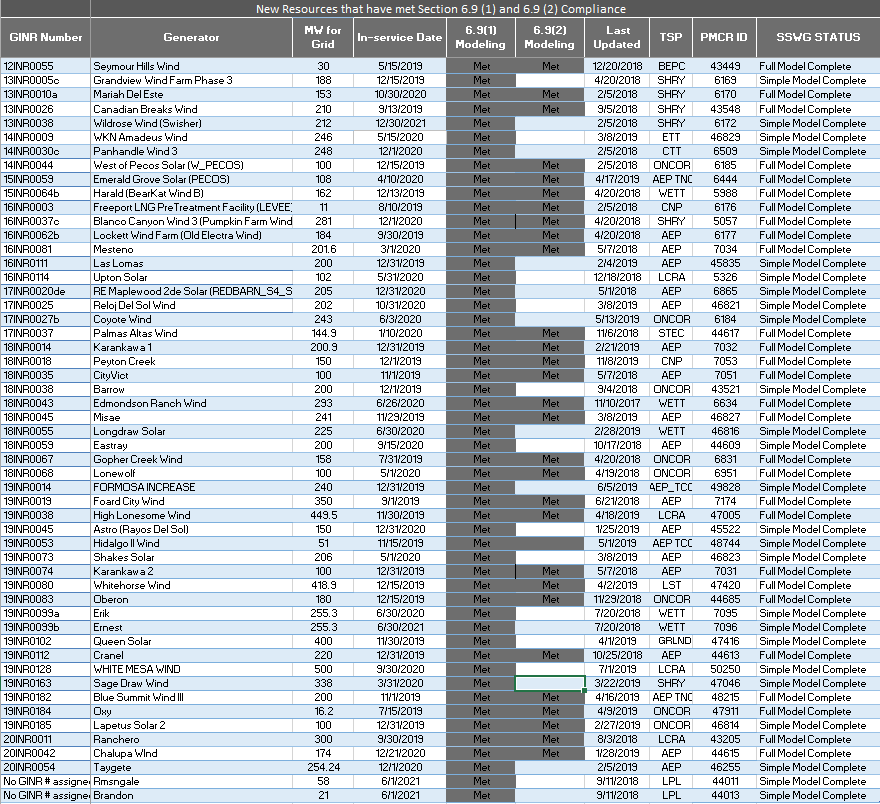 New Resources that have met Section 6.9 (1) and 6.9 (2) Compliance
GINR Number Generator MW for Grid In-service Date 6.9(1) Modeling 6.9(2) Modeling Last Updated TSP PMCR ID SSWG STATUS
12INR0055 Seymour Hills Wind 30 5/15/2019 Met Met 12/20/2018 BEPC 43449 Full Model Complete
13INR0005c Grandview Wind Farm Phase 3 188 12/15/2019 Met 4/20/2018 SHRY 6169 Simple Model Complete
13INR0010a Mariah Del Este 153 10/30/2020 Met Met 2/5/2018 SHRY 6170 Full Model Complete
13INR0026 Canadian Breaks Wind 210 9/13/2019 Met Met 9/5/2018 SHRY 43548 Full Model Complete
13INR0038 Wildrose Wind (Swisher) 212 12/30/2021 Met 2/5/2018 SHRY 6172 Simple Model Complete
14INR0009 WKN Amadeus Wind 246 5/15/2020 Met 3/8/2019 ETT 46829 Simple Model Complete
14INR0030c Panhandle Wind 3 248 12/1/2020 Met 2/5/2018 CTT 6509 Simple Model Complete
14INR0044 West of Pecos Solar (W_PECOS) 100 12/15/2019 Met Met 2/5/2018 ONCOR 6185 Full Model Complete
15INR0059 Emerald Grove Solar (PECOS) 108 4/10/2020 Met Met 4/17/2019 AEP TNC 6444 Full Model Complete
15INR0064b Harald (BearKat Wind B) 162 12/13/2019 Met Met 4/20/2018 WETT 5988 Full Model Complete
16INR0003 Freeport LNG PreTreatment Facility (LEVEE 11 8/10/2019 Met Met 2/5/2018 CNP 6176 Full Model Complete
16INR0037c Blanco Canyon Wind 3 (Pumpkin Farm Wind 281 12/1/2020 Met Met 4/20/2018 SHRY 5057 Full Model Complete
16INR0062b Lockett Wind Farm (Old Electra Wind) 184 9/30/2019 Met Met 4/20/2018 AEP 6177 Full Model Complete
16INR0081 Mesteno 201.6 3/1/2020 Met Met 5/7/2018 AEP 7034 Full Model Complete
16INR0111 Las Lomas 200 12/31/2019 Met 2/4/2019 AEP 45835 Simple Model Complete
16INR0114 Upton Solar 102 5/31/2020 Met 12/18/2018 LCRA 5326 Simple Model Complete
17INR0020de RE Maplewood 2de Solar (REDBARN_S4_S 205 12/31/2020 Met 5/1/2018 AEP 6865 Simple Model Complete
17INR0025 Reloj Del Sol Wind 202 10/31/2020 Met 3/8/2019 AEP 46821 Simple Model Complete
17INR0027b Coyote Wind 243 6/3/2020 Met 5/13/2019 ONCOR 6184 Simple Model Complete
17INR0037 Palmas Altas Wind 144.9 1/10/2020 Met Met 11/6/2018 STEC 44617 Full Model Complete
18INR0014 Karankawa 1 200.9 12/31/2019 Met Met 2/21/2019 AEP 7032 Full Model Complete
18INR0018 Peyton Creek 150 12/1/2019 Met Met 11/8/2019 CNP 7053 Full Model Complete
18INR0035 CityVict 100 11/1/2019 Met Met 5/7/2018 AEP 7051 Full Model Complete
18INR0038 Barrow 200 12/1/2019 Met 9/4/2018 ONCOR 43521 Simple Model Complete
18INR0043 Edmondson Ranch Wind 293 6/26/2020 Met Met 11/10/2017 WETT 6634 Full Model Complete
18INR0045 Misae 241 11/29/2019 Met Met 3/8/2019 AEP 46827 Full Model Complete
18INR0055 Longdraw Solar 225 6/30/2020 Met 2/28/2019 WETT 46816 Simple Model Complete
18INR0059 Eastray 200 9/15/2020 Met 10/17/2018 AEP 44609 Simple Model Complete
18INR0067 Gopher Creek Wind 158 7/31/2019 Met Met 4/20/2018 ONCOR 6831 Full Model Complete
18INR0068 Lonewolf 100 5/1/2020 Met Met 4/19/2018 ONCOR 6951 Full Model Complete
19INR0014 FORMOSA INCREASE 240 12/31/2019 Met 6/5/2019 AEP_TCC 49828 Simple Model Complete
19INR0019 Foard City Wind 350 9/1/2019 Met Met 6/21/2018 AEP 7174 Full Model Complete
19INR0038 High Lonesome Wind 449.5 11/30/2019 Met Met 4/18/2019 LCRA 47005 Full Model Complete
19INR0045 Astro (Rayos Del Sol) 150 12/31/2020 Met 1/25/2019 AEP 45522 Simple Model Complete
19INR0053 Hidalgo II Wind 51 11/15/2019 Met 5/1/2019 AEP TCC 48744 Simple Model Complete
19INR0073 Shakes Solar 206 5/1/2020 Met 3/8/2019 AEP 46823 Simple Model Complete
19INR0074 Karankawa 2 100 12/31/2019 Met Met 5/7/2018 AEP 7031 Full Model Complete
19INR0080 Whitehorse Wind 418.9 12/15/2019 Met Met 4/2/2019 LST 47420 Full Model Complete
19INR0083 Oberon 180 12/15/2019 Met Met 11/29/2018 ONCOR 44685 Full Model Complete
19INR0099a Erik 255.3 6/30/2020 Met 7/20/2018 WETT 7095 Simple Model Complete
19INR0099b Ernest 255.3 6/30/2021 Met 7/20/2018 WETT 7096 Simple Model Complete
19INR0102 Queen Solar 400 11/30/2019 Met 4/1/2019 GRLND 47416 Simple Model Complete
19INR0112 Cranel 220 12/31/2019 Met Met 10/25/2018 AEP 44613 Full Model Complete
19INR0128 WHITE MESA WIND 500 9/30/2020 Met 7/1/2019 LCRA 50250 Simple Model Complete
19INR0163 Sage Draw Wind 338 3/31/2020 Met 3/22/2019 SHRY 47046 Simple Model Complete
19INR0182 Blue Summit Wind III 200 11/1/2019 Met Met 4/16/2019 AEP TNC 48215 Full Model Complete
19INR0184 Oxy 16.2 7/15/2019 Met Met 4/9/2019 ONCOR 47911 Full Model Complete
19INR0185 Lapetus Solar 2 100 12/31/2019 Met Met 2/27/2019 ONCOR 46814 Simple Model Complete
20INR0011 Ranchero 300 9/30/2019 Met Met 8/3/2018 LCRA 43205 Full Model Complete
20INR0042 Chalupa WInd 174 12/21/2020 Met Met 1/28/2019 AEP 44615 Full Model Complete
20INR0054 Taygete 254.24 12/1/2020 Met 2/5/2019 AEP 46255 Simple Model Complete
No GINR # assigne Rmsngale 58 6/1/2021 Met 9/11/2018 LPL 44011 Simple Model Complete
No GINR # assigne Brandon 21 6/1/2021 Met 9/11/2018 LPL 44013 Simple Model Complete